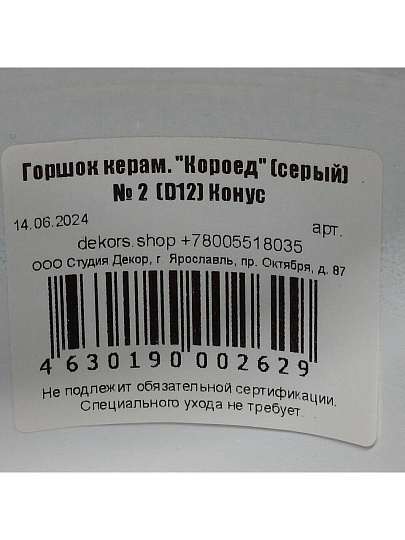 Горшок керам. "Короед" (серый)
№ 2 (D12) Конус
14.06.2024 арт.
dekors.shop +78005518035
ООО Студия Декор, г Ярославль, пр. Октября, д. 87
4 630190 002629
Не подлежит обязательной сертификации.
Специального ухода не требует.